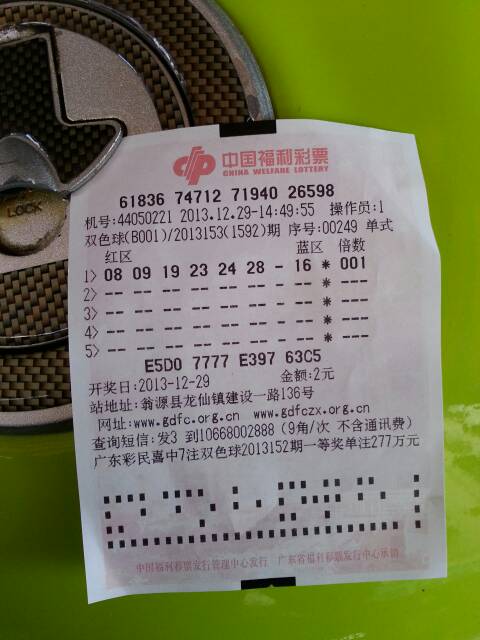 中国福利彩票
CHINA WELFARE LOTTERY
61836 74712 71940 26598
机号:44050221 2013.12.29-14:49:55 操作员:1
双色球(B001)/2013153(1592)期 序号:00249 单式
红区 蓝区 倍数
1> 08 09 19 23 24 28 - 16 * 001
2> -- -- -- -- -- -- - -- * ---
3> -- -- -- -- -- -- - -- * ---
4> -- -- -- -- -- -- - -- * ---
5> -- -- -- -- -- -- - -- * ---
E5D0 7777 E397 63C5
开奖日:2013-12-29 金额:2元
站地址:翁源县龙仙镇建设一路136号
网址:www.gdfc.org.cn www.gdfczx.org.cn
查询短信:发3 到10668002888(9角/次 不含通讯费)
广东彩民喜中7注双色球2013152期一等奖单注277万元
中国福利彩票发行管理中心发行 广东省福利彩票发行中心承销
LOCK